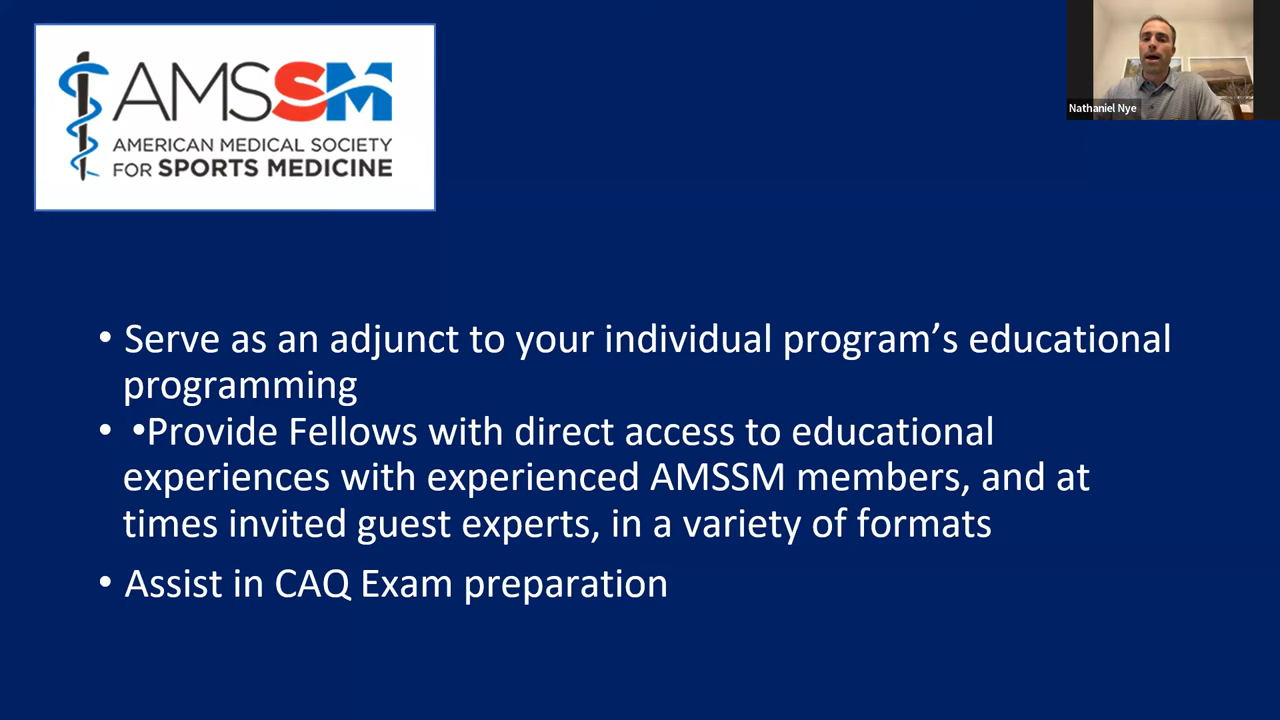 AMSSM
AMERICAN MEDICAL SOCIETY
FOR SPORTS MEDICINE
Nathaniel Nye
• Serve as an adjunct to your individual program’s educational
programming
• •Provide Fellows with direct access to educational
experiences with experienced AMSSM members, and at
times invited guest experts, in a variety of formats
• Assist in CAQ Exam preparation